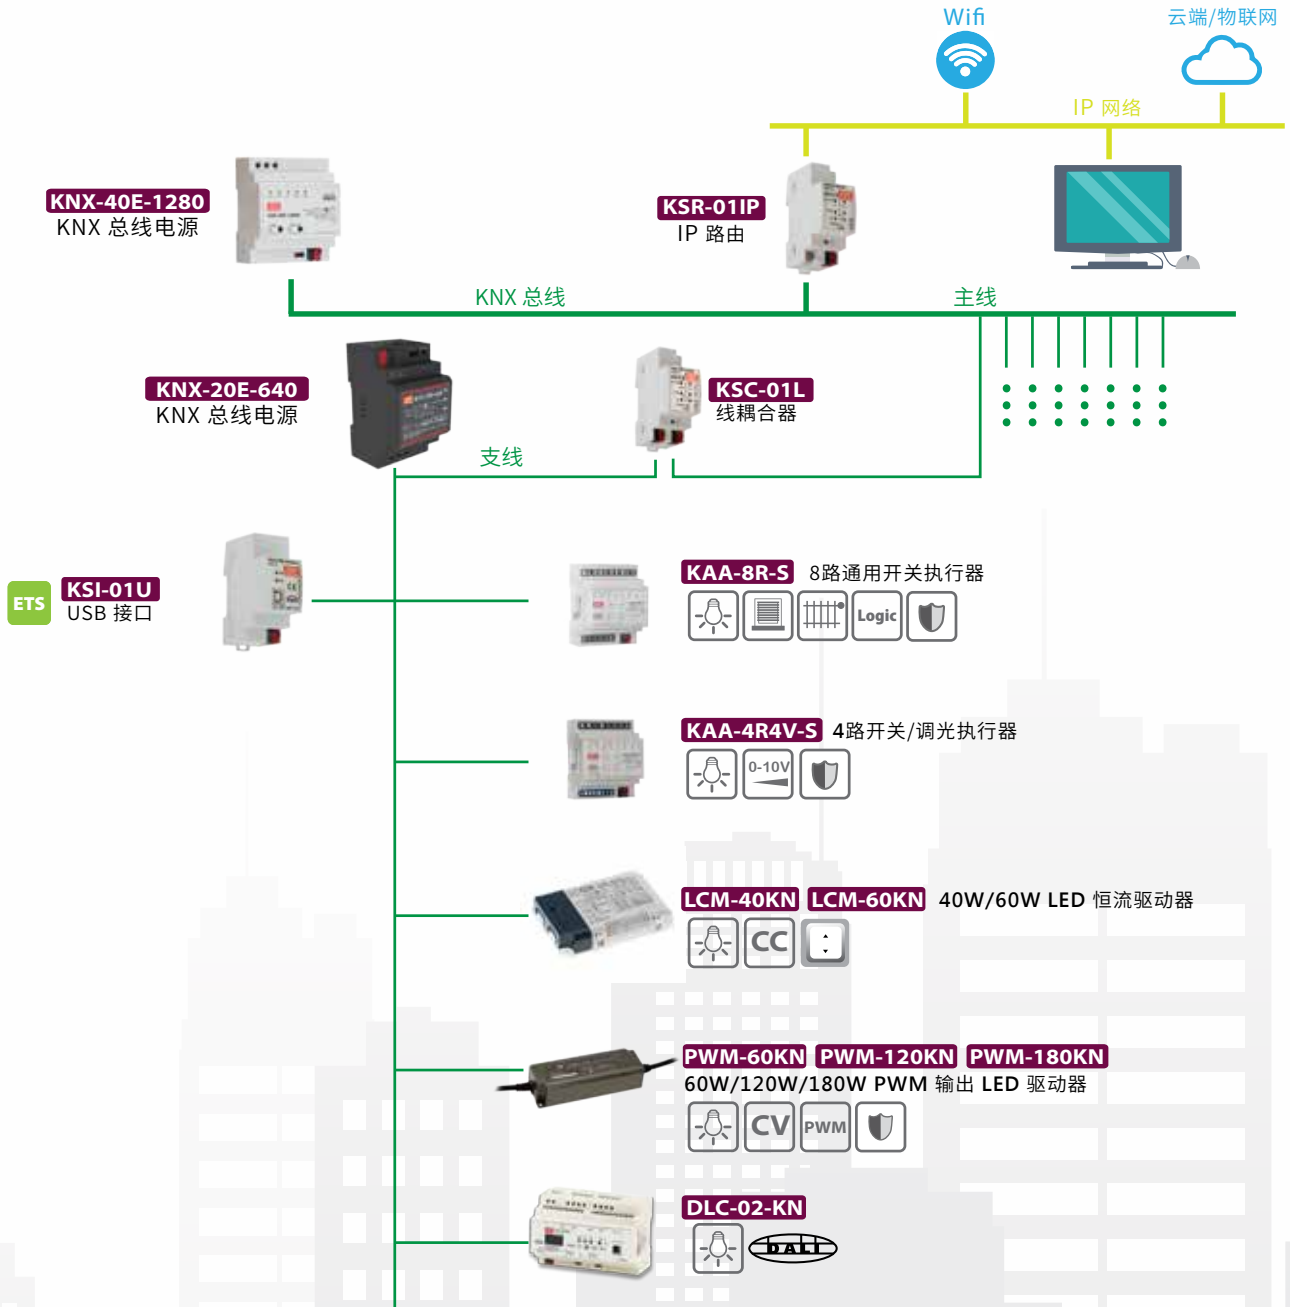 Wifi
云端/物联网
IP 网络
KNX-40E-1280
KNX 总线电源
KSR-01IP
IP 路由
KNX 总线
主线
KNX-20E-640
KNX 总线电源
KSC-01L
线耦合器
支线
ETS
KSI-01U
USB 接口
KAA-8R-S 8路通用开关执行器
Logic
KAA-4R4V-S 4路开关/调光执行器
0-10V
LCM-40KN LCM-60KN 40W/60W LED 恒流驱动器
CC
PWM-60KN PWM-120KN PWM-180KN
60W/120W/180W PWM 输出 LED 驱动器
CV PWM
DLC-02-KN
DALI